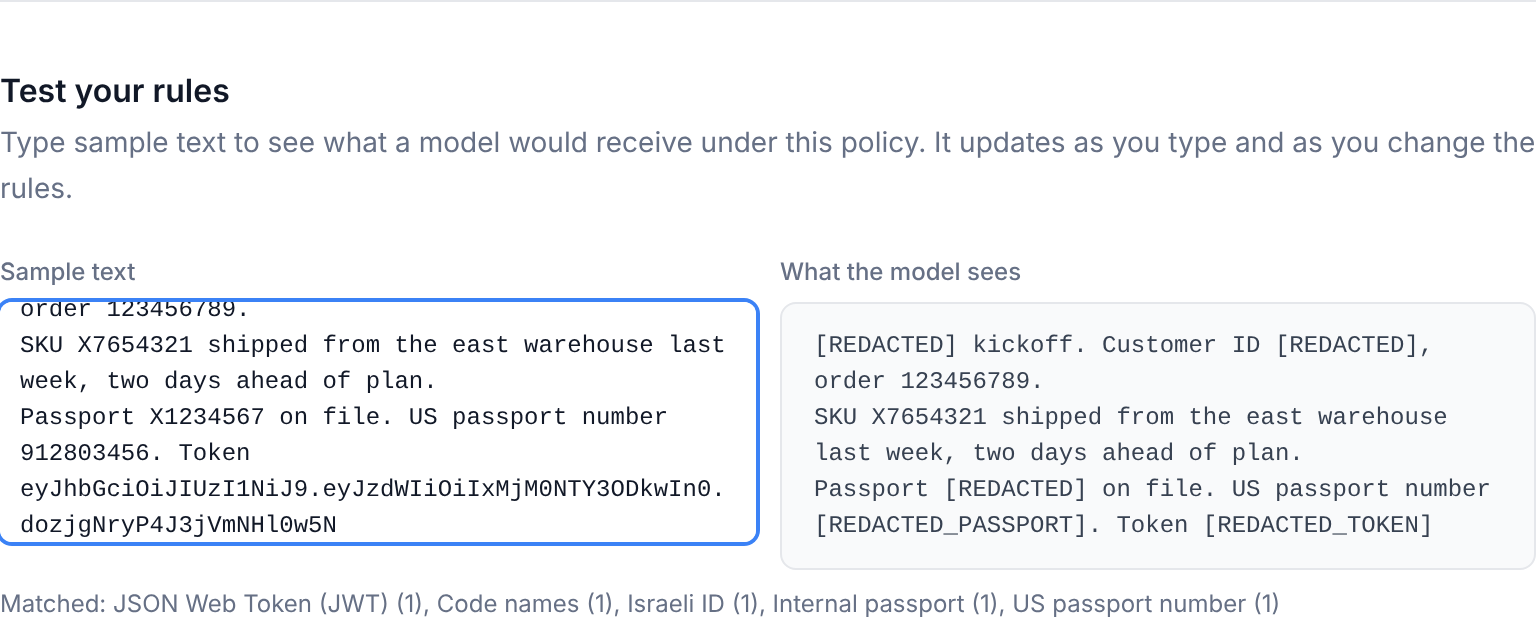 Test your rules
Type sample text to see what a model would receive under this policy. It updates as you type and as you change the
rules.
Sample text
order 123456789.
SKU X7654321 shipped from the east warehouse last
week, two days ahead of plan.
Passport X1234567 on file. US passport number
912803456. Token
eyJhbGciOiJIUzI1NiJ9.eyJzdWIiOiIxMjM0NTY3ODkwIn0.
dozjgNryP4J3jVmNHl0w5N
What the model sees
[REDACTED] kickoff. Customer ID [REDACTED],
order 123456789.
SKU X7654321 shipped from the east warehouse
last week, two days ahead of plan.
Passport [REDACTED] on file. US passport number
[REDACTED_PASSPORT]. Token [REDACTED_TOKEN]
Matched: JSON Web Token (JWT) (1), Code names (1), Israeli ID (1), Internal passport (1), US passport number (1)